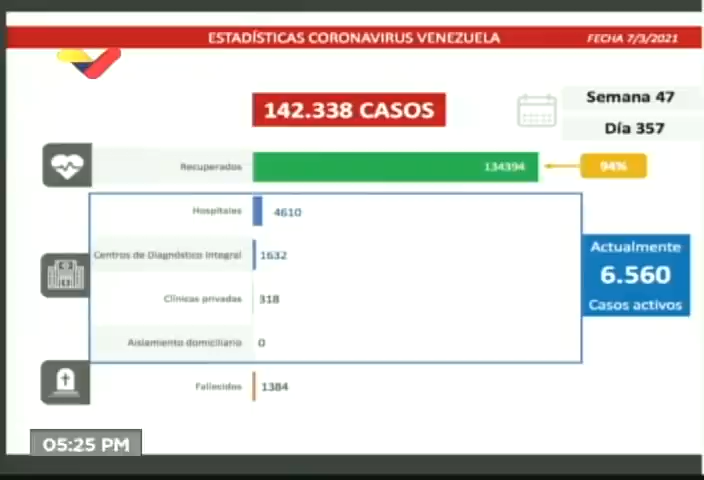 ESTADÍSTICAS CORONAVIRUS VENEZUELA
FECHA 7/3/2021
142.338 CASOS
Semana 47
Día 357
Recuperados
134394
94%
Hospitales
4610
Centros de Diagnóstico Integral
1632
Clínicas privadas
318
Aislamiento domiciliario
0
Actualmente
6.560
Casos activos
Fallecidos
1384
05:25 PM